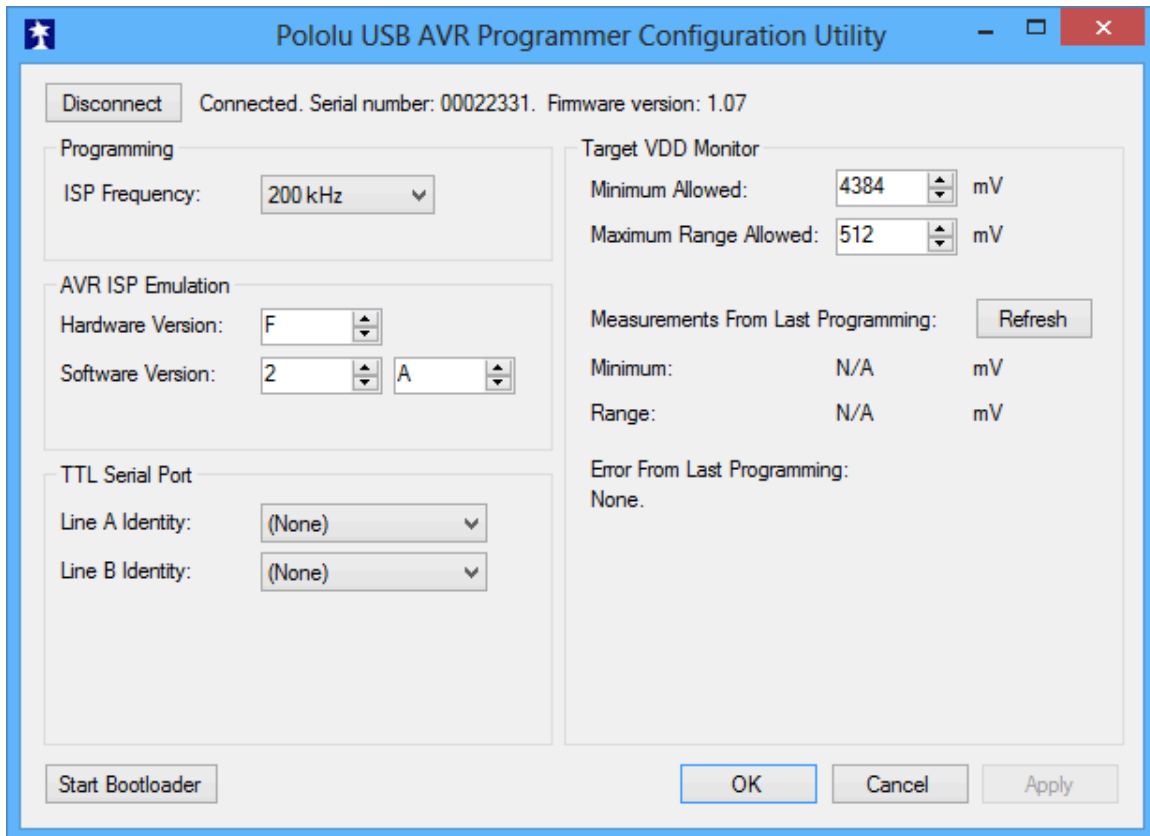 Pololu USB AVR Programmer Configuration Utility
Disconnect
Connected. Serial number: 00022331. Firmware version: 1.07
Programming
ISP Frequency: 200 kHz
AVR ISP Emulation
Hardware Version: F
Software Version: 2 A
TTL Serial Port
Line A Identity: (None)
Line B Identity: (None)
Target VDD Monitor
Minimum Allowed: 4384 mV
Maximum Range Allowed: 512 mV
Measurements From Last Programming: Refresh
Minimum: N/A mV
Range: N/A mV
Error From Last Programming:
None.
Start Bootloader
OK
Cancel
Apply